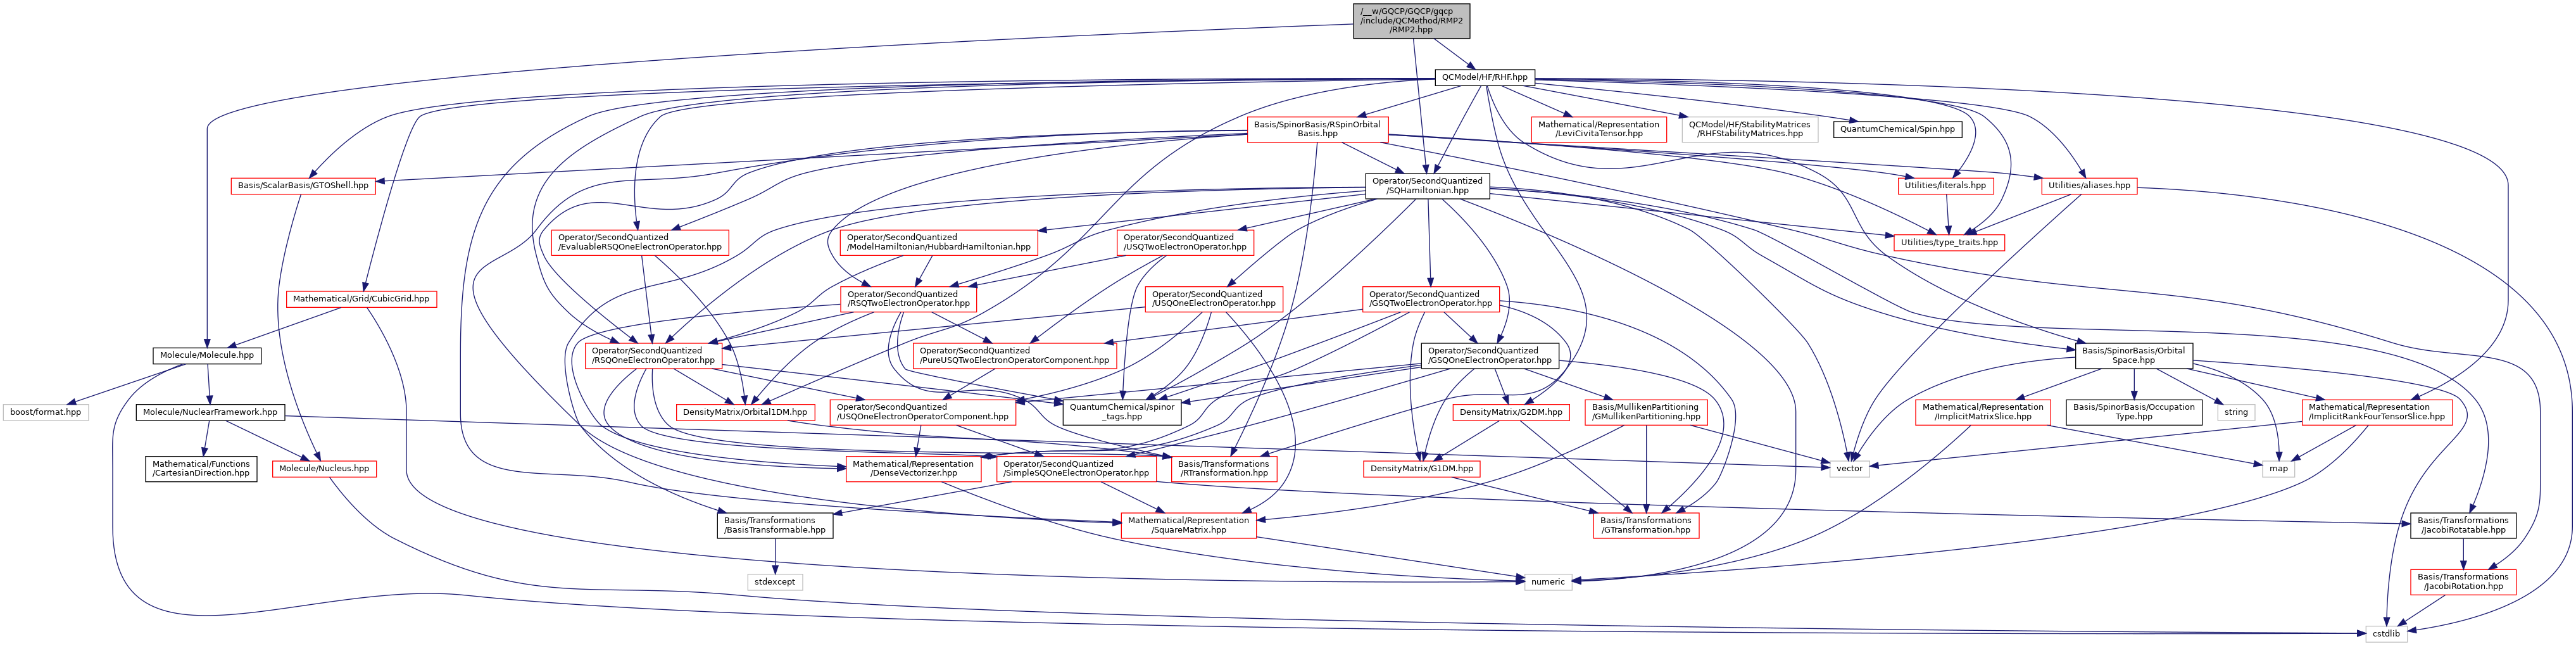 /__w/GQCP/GQCP/gqcp
/include/QCMethod/RMP2
/RMP2.hpp
QCModel/HF/RHF.hpp
Basis/SpinorBasis/RSpinOrbital
Basis.hpp
Mathematical/Representation
/LeviCivitaTensor.hpp
QCModel/HF/StabilityMatrices
/RHFStabilityMatrices.hpp
QuantumChemical/Spin.hpp
Basis/ScalarBasis/GTOShell.hpp
Operator/SecondQuantized
/SQHamiltonian.hpp
Utilities/literals.hpp
Utilities/aliases.hpp
Operator/SecondQuantized
/EvaluableRSQOneElectronOperator.hpp
Operator/SecondQuantized
/ModelHamiltonian/HubbardHamiltonian.hpp
Operator/SecondQuantized
/USQTwoElectronOperator.hpp
Utilities/type_traits.hpp
Mathematical/Grid/CubicGrid.hpp
Operator/SecondQuantized
/RSQTwoElectronOperator.hpp
Operator/SecondQuantized
/USQOneElectronOperator.hpp
Operator/SecondQuantized
/GSQTwoElectronOperator.hpp
Molecule/Molecule.hpp
Operator/SecondQuantized
/RSQOneElectronOperator.hpp
Operator/SecondQuantized
/PureUSQTwoElectronOperatorComponent.hpp
Operator/SecondQuantized
/GSQOneElectronOperator.hpp
Basis/SpinorBasis/Orbital
Space.hpp
boost/format.hpp
Molecule/NuclearFramework.hpp
DensityMatrix/Orbital1DM.hpp
Operator/SecondQuantized
/USQOneElectronOperatorComponent.hpp
QuantumChemical/spinor
_tags.hpp
DensityMatrix/G2DM.hpp
Basis/MullikenPartitioning
/GMullikenPartitioning.hpp
Mathematical/Representation
/ImplicitMatrixSlice.hpp
Basis/SpinorBasis/Occupation
Type.hpp
string
Mathematical/Representation
/ImplicitRankFourTensorSlice.hpp
Mathematical/Functions
/CartesianDirection.hpp
Molecule/Nucleus.hpp
Mathematical/Representation
/DenseVectorizer.hpp
Operator/SecondQuantized
/SimpleSQOneElectronOperator.hpp
Basis/Transformations
/RTransformation.hpp
DensityMatrix/G1DM.hpp
vector
map
Basis/Transformations
/BasisTransformable.hpp
Mathematical/Representation
/SquareMatrix.hpp
Basis/Transformations
/GTransformation.hpp
Basis/Transformations
/JacobiRotatable.hpp
stdexcept
numeric
Basis/Transformations
/JacobiRotation.hpp
cstdlib